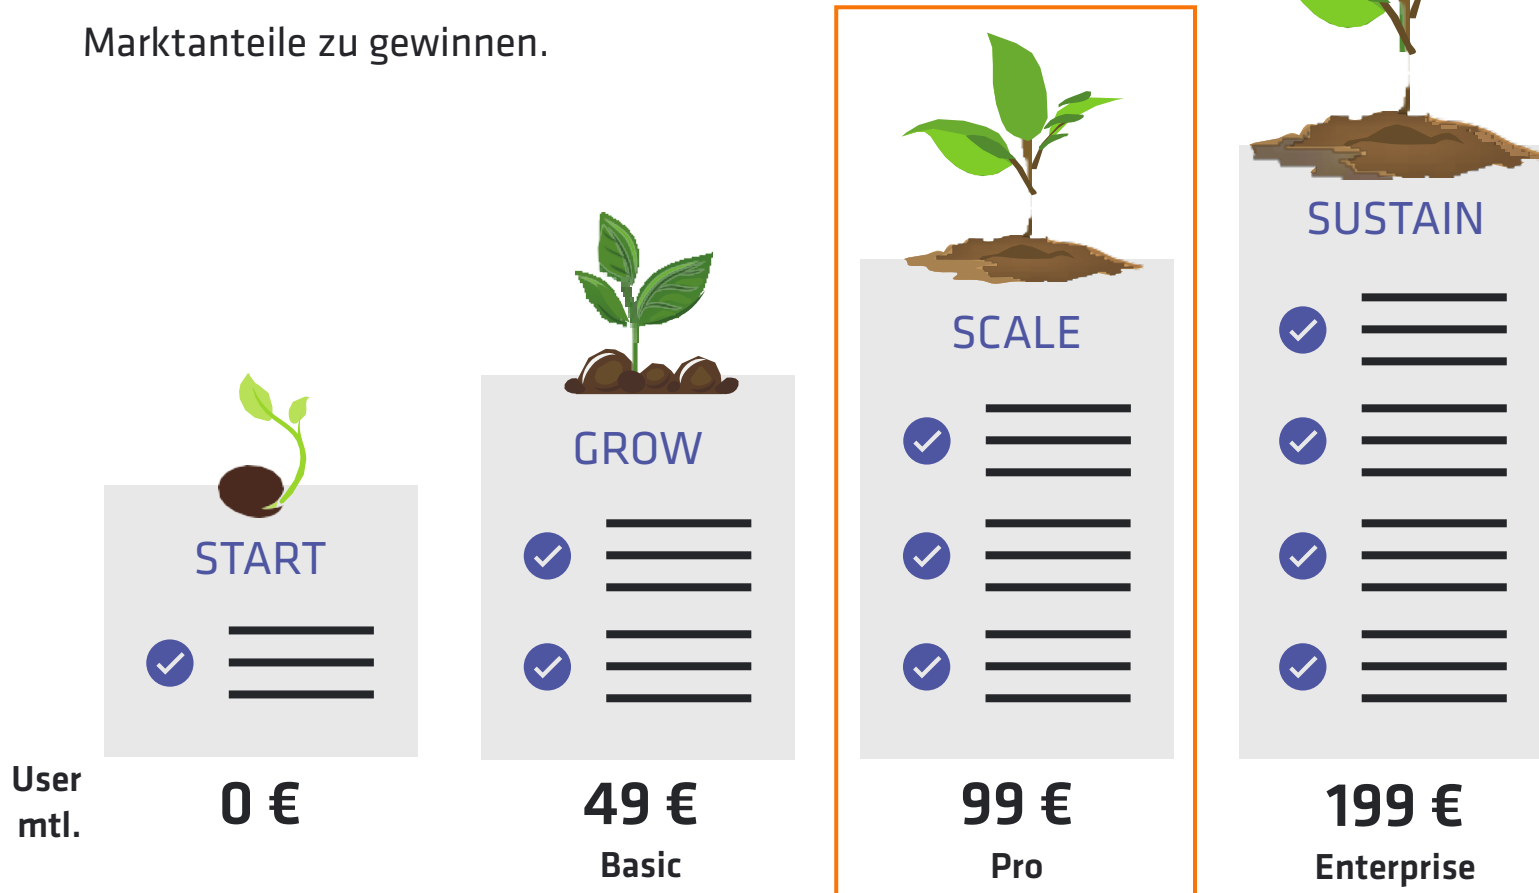 Marktanteile zu gewinnen.
SUSTAIN
SCALE
GROW
START
User
mtl.
0 €
49 €
99 €
199 €
Basic
Pro
Enterprise